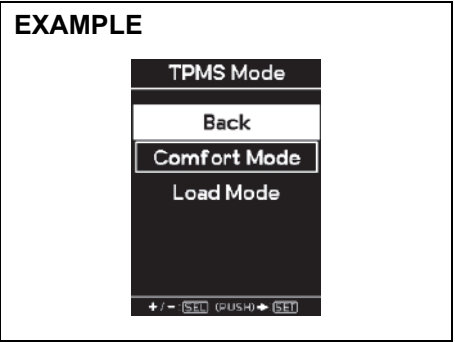 EXAMPLE
TPMS Mode
Back
Comfort Mode
Load Mode
+/-:SEL (PUSH)➔SET